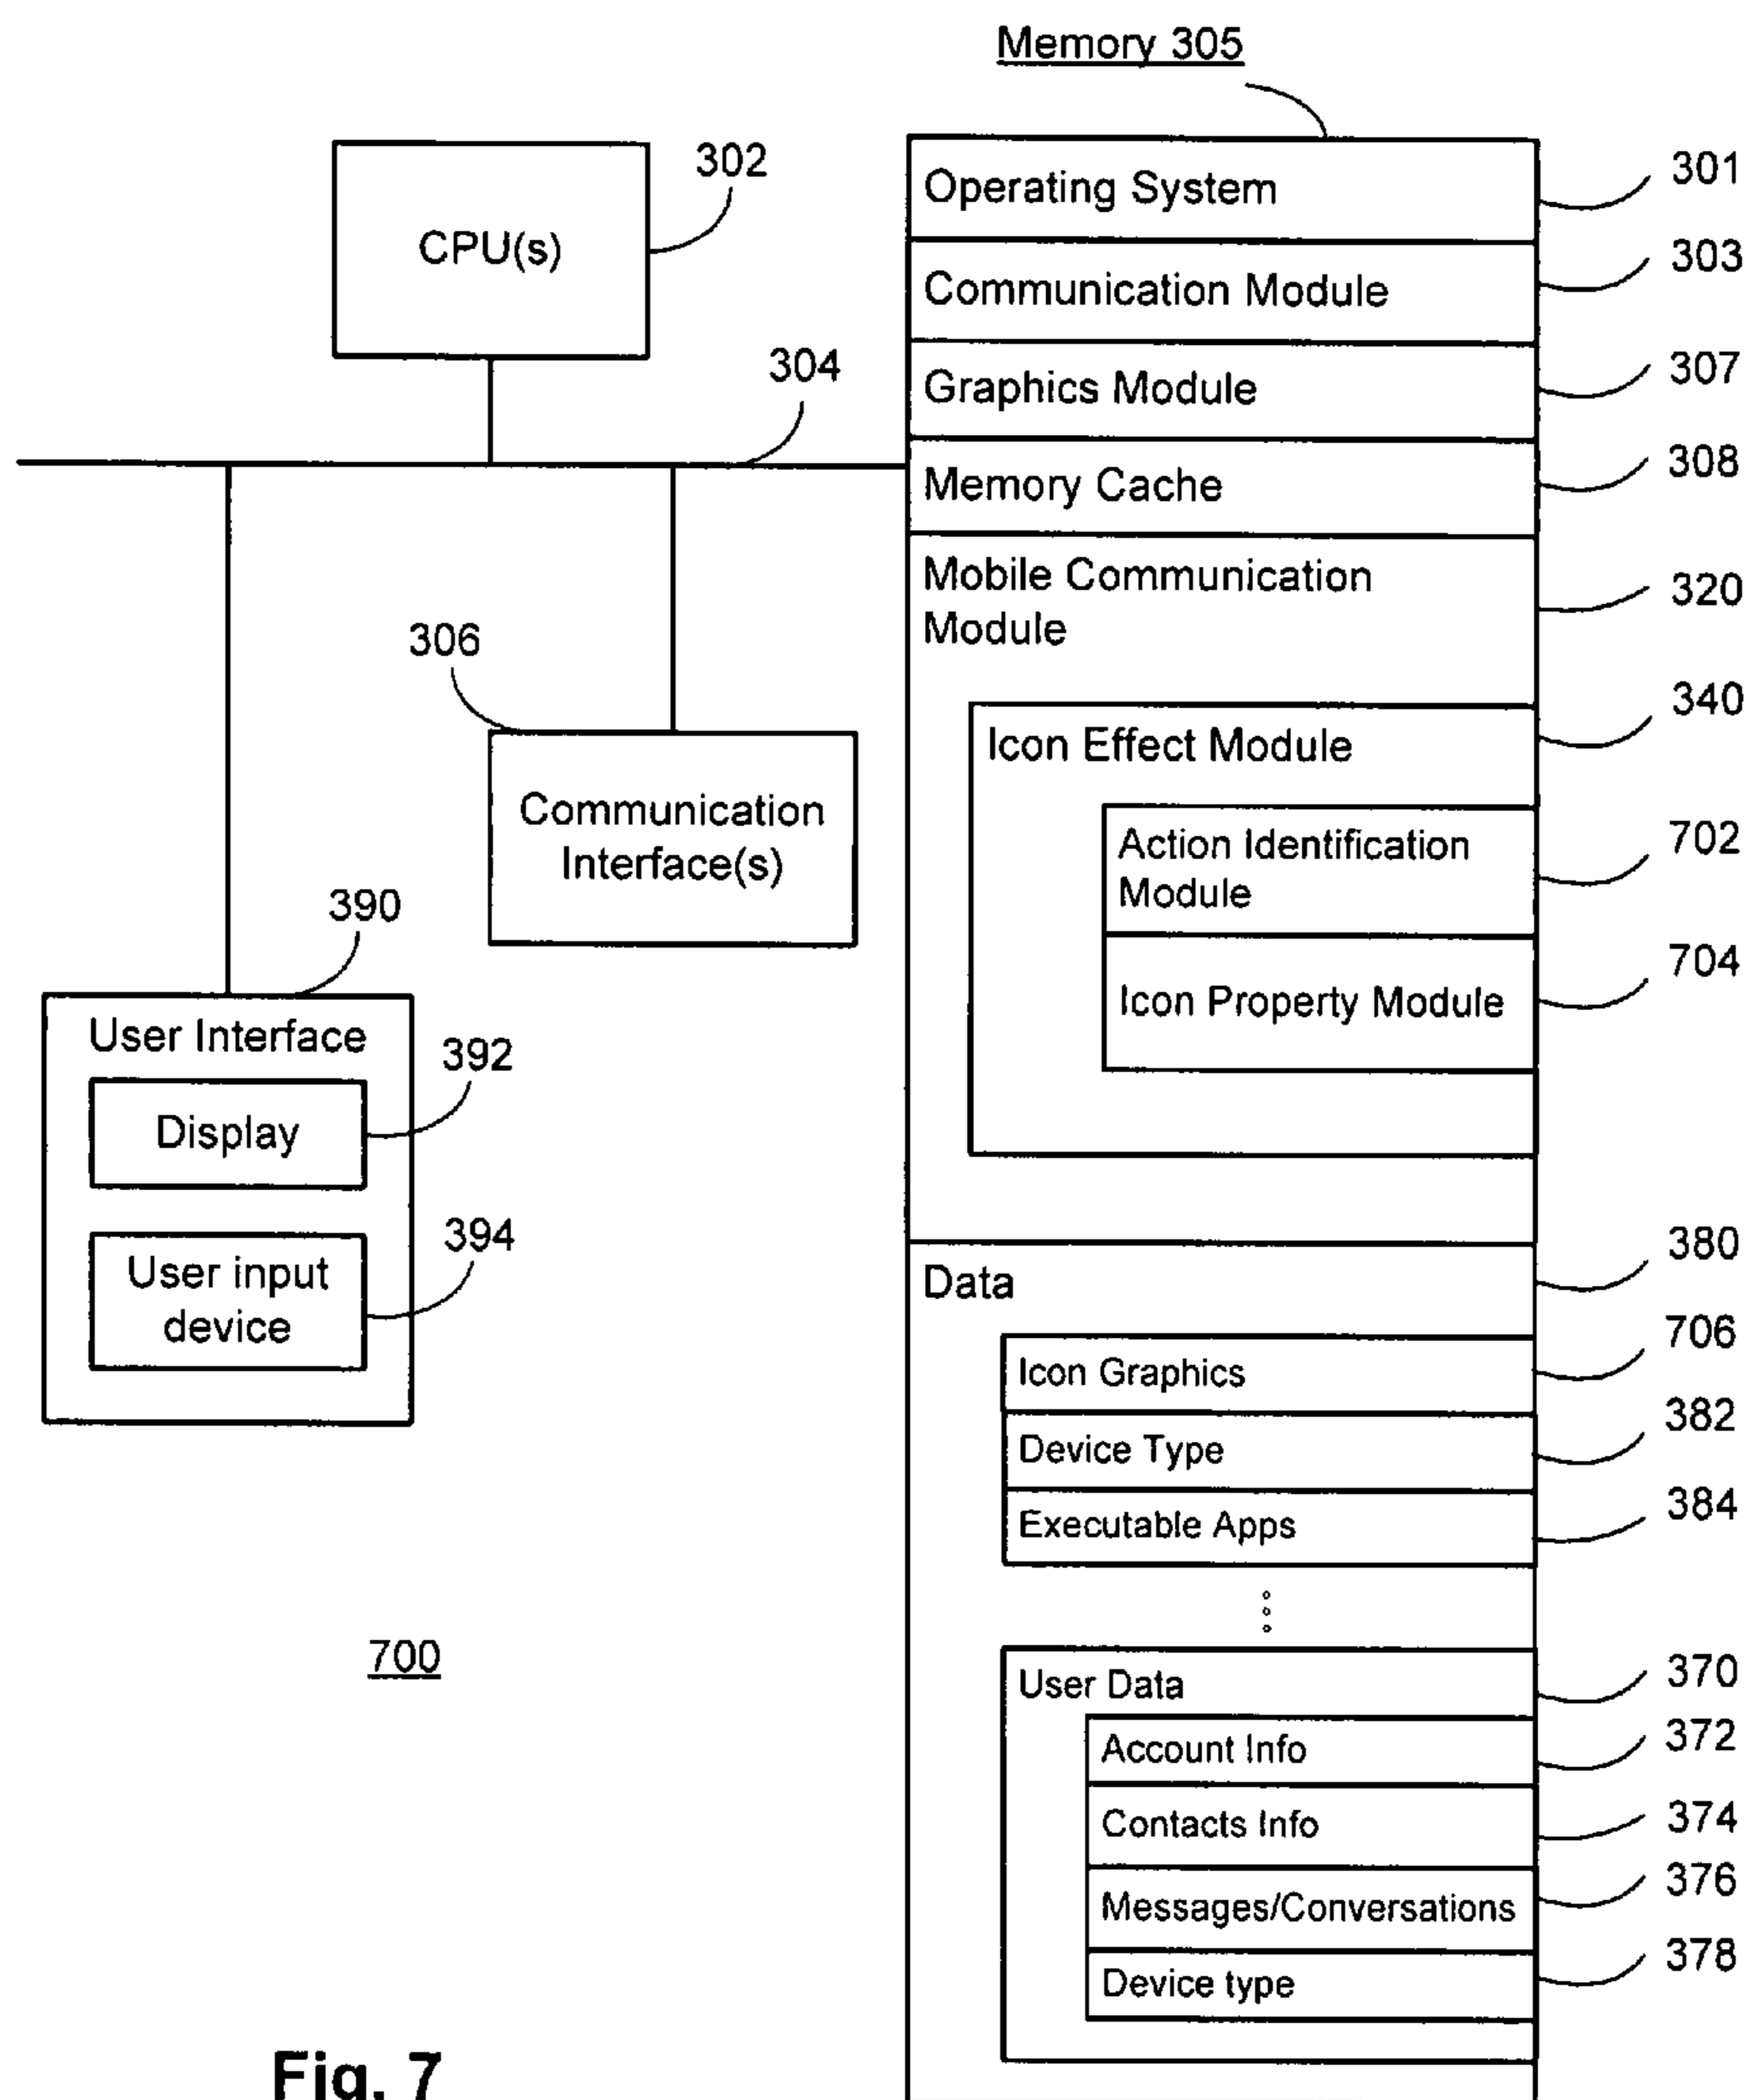 Memory 305
CPU(s)
302
304
306
Communication
Interface(s)
390
User Interface
392
Display
394
User input
device
700
Operating System
301
Communication Module
303
Graphics Module
307
Memory Cache
308
Mobile Communication
Module
320
Icon Effect Module
340
Action Identification
Module
702
Icon Property Module
704
Data
380
Icon Graphics
706
Device Type
382
Executable Apps
384
User Data
370
Account Info
372
Contacts Info
374
Messages/Conversations
376
Device type
378
Fig. 7